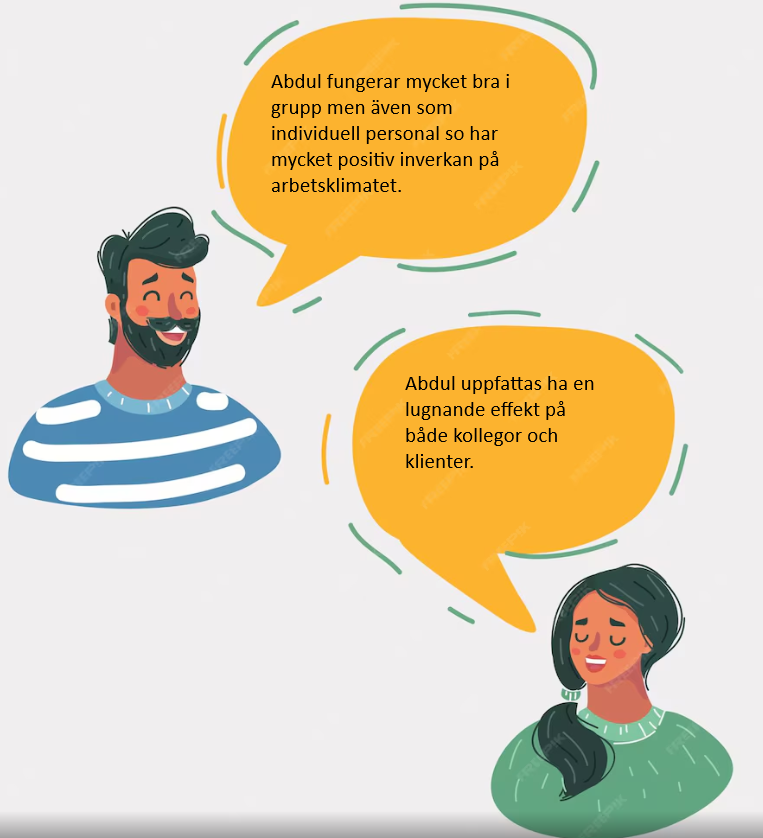 Abdul fungerar mycket bra i
grupp men även som
individuell personal so har
mycket positiv inverkan på
arbetsklimatet.
Abdul uppfattas ha en
lugnande effekt på
både kollegor och
klienter.